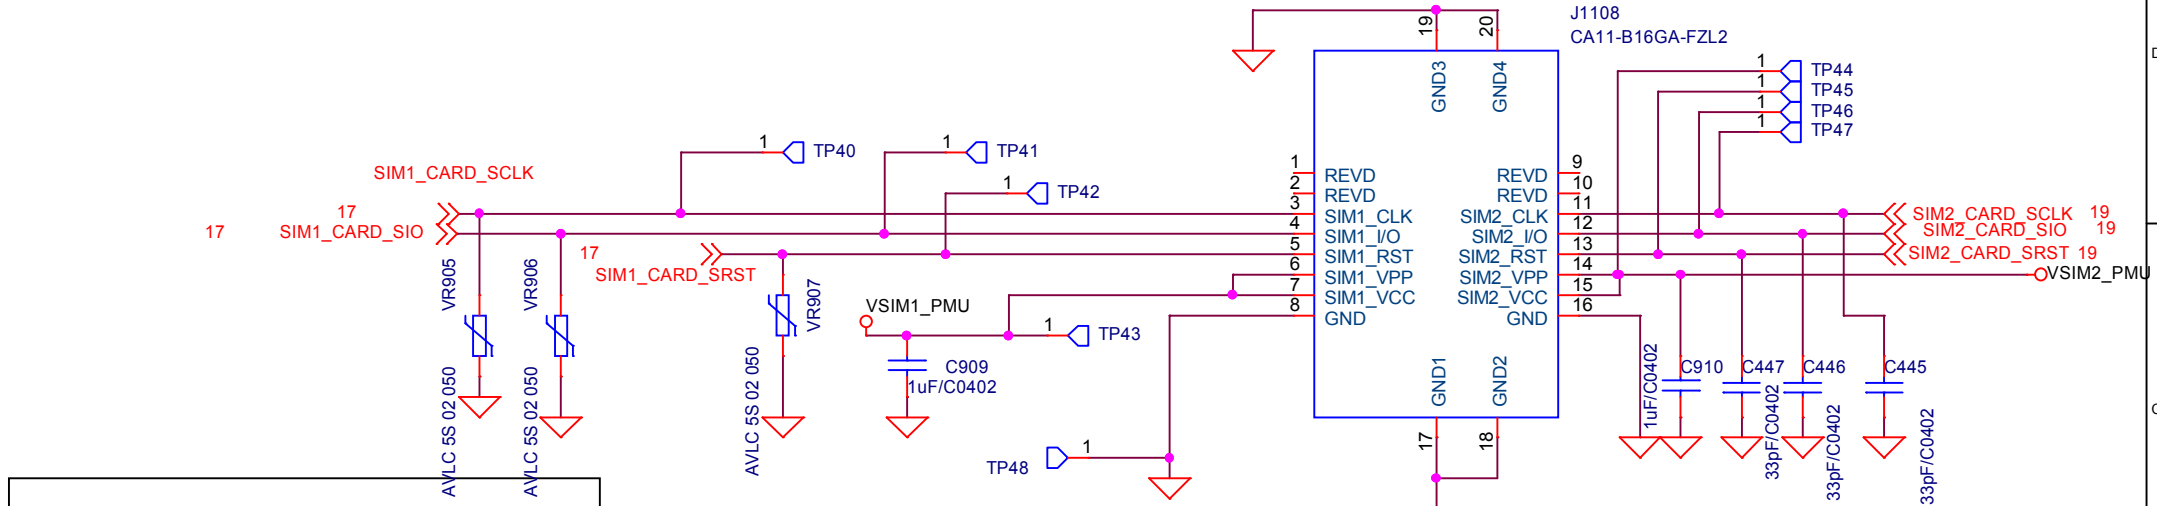 J1108
CA11-B16GA-FZL2
19
20
GND3
GND4
1
TP44
1
TP45
1
TP46
1
TP47
1
TP40
1
TP41
1
TP42
SIM1_CARD_SCLK
17
17
SIM1_CARD_SIO
17
SIM1_CARD_SRST
1
REVD
2
REVD
3
SIM1_CLK
4
SIM1_I/O
5
SIM1_RST
6
SIM1_VPP
7
SIM1_VCC
8
GND
9
REVD
10
REVD
11
SIM2_CLK
12
SIM2_I/O
13
SIM2_RST
14
SIM2_VPP
15
SIM2_VCC
16
GND
SIM2_CARD_SCLK
19
SIM2_CARD_SIO
19
SIM2_CARD_SRST
19
VSIM2_PMU
VR905
AVLC 5S 02 050
VR906
AVLC 5S 02 050
VR907
AVLC 5S 02 050
VSIM1_PMU
1
TP43
C909
1uF/C0402
TP48
1
GND1
GND2
17
18
1uF/C0402
C910
C447
33pF/C0402
C446
33pF/C0402
C445
33pF/C0402